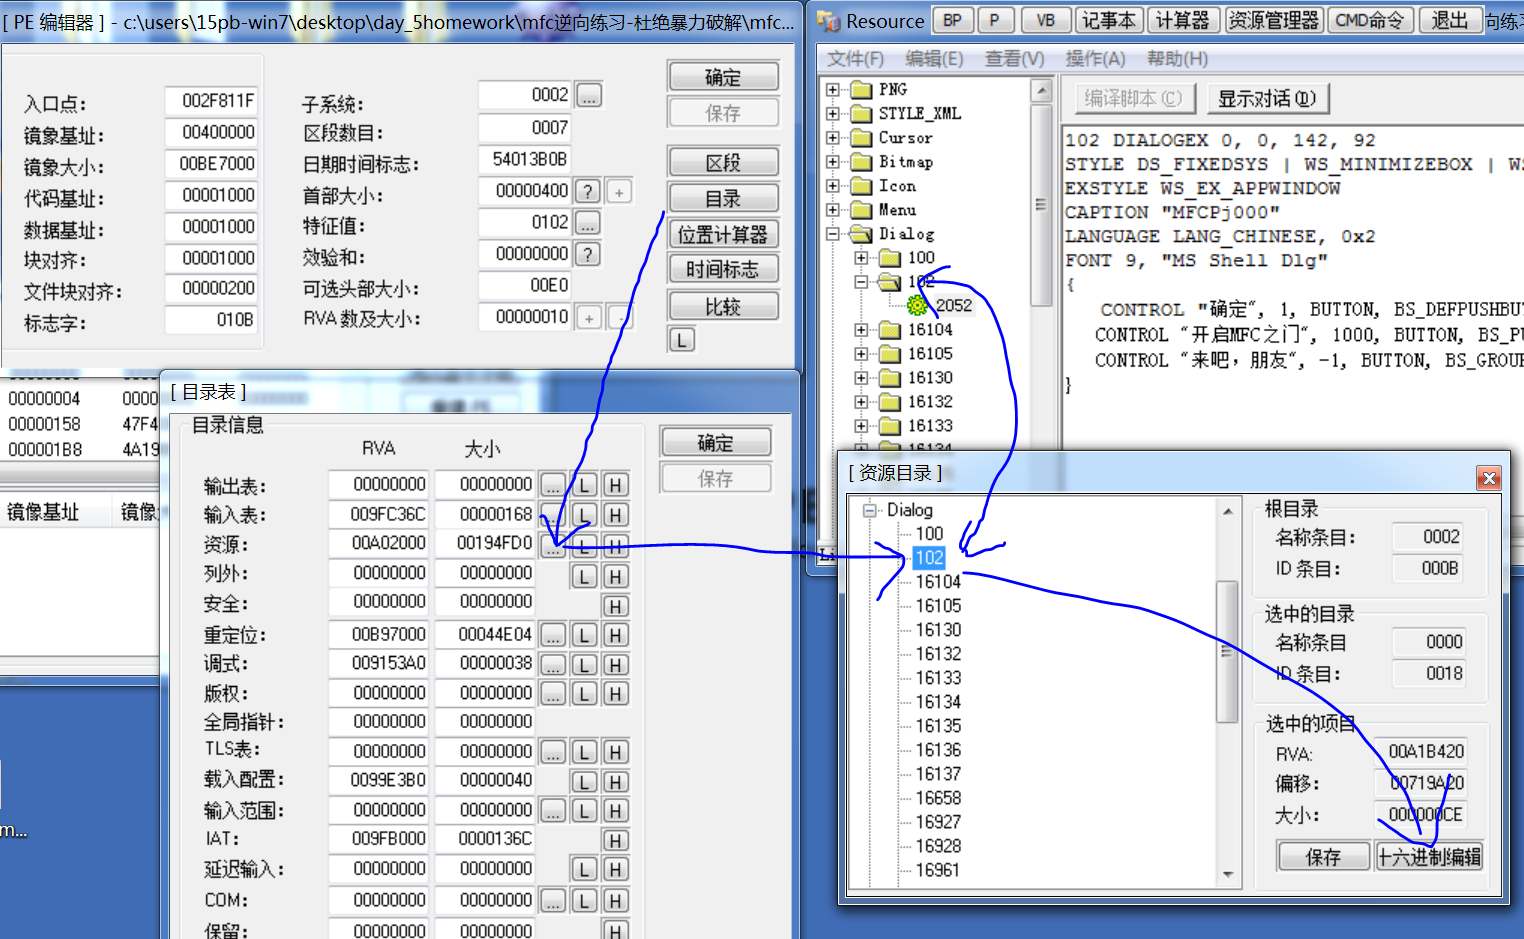 [ PE 编辑器 ] - c:\users\15pb-win7\desktop\day_5homework\mfc逆向练习-杜绝暴力破解\mfc...
入口点: 002F811F
镜象基址: 00400000
镜象大小: 00BE7000
代码基址: 00001000
数据基址: 00001000
块对齐: 00001000
文件块对齐: 00000200
标志字: 010B
子系统: 0002 ...
区段数目: 0007
日期时间标志: 54013B0B
首部大小: 00000400 ? +
特征值: 0102 ...
效验和: 00000000 ?
可选头部大小: 00E0
RVA 数及大小: 00000010 + -
确定
保存
区段
目录
位置计算器
时间标志
比较
L
00000004 0000
00000158 47F4
000001B8 4A19
镜像基址 镜像
m...
[ 目录表 ]
目录信息
RVA 大小
输出表: 00000000 00000000 ... L H
输入表: 009FC36C 00000168 ... L H
资源: 00A02000 00194FD0 ... L H
列外: 00000000 00000000 L H
安全: 00000000 00000000 H
重定位: 00B97000 00044E04 ... L H
调式: 009153A0 00000038 ... L H
版权: 00000000 00000000 ... L H
全局指针: 00000000 00000000
TLS表: 00000000 00000000 ... L H
载入配置: 0099E3B0 00000040 L H
输入范围: 00000000 00000000 ... L H
IAT: 009FB000 0000136C H
延迟输入: 00000000 00000000 L H
COM: 00000000 00000000 ... L H
保留: 00000000 00000000 H
确定
保存
Resource BP P VB 记事本 计算器 资源管理器 CMD命令 退出 向练
文件(F) 编辑(E) 查看(V) 操作(A) 帮助(H)
PNG
STYLE_XML
Cursor
Bitmap
Icon
Menu
Dialog
100
102
2052
16104
16105
16130
16132
16133
16134
编译脚本(C) 显示对话(D)
102 DIALOGEX 0, 0, 142, 92
STYLE DS_FIXEDSYS | WS_MINIMIZEBOX | WS
EXSTYLE WS_EX_APPWINDOW
CAPTION "MFCPj000"
LANGUAGE LANG_CHINESE, 0x2
FONT 9, "MS Shell Dlg"
{
CONTROL "确定", 1, BUTTON, BS_DEFPUSHBU
CONTROL "开启MFC之门", 1000, BUTTON, BS_PU
CONTROL "来吧，朋友", -1, BUTTON, BS_GROU
}
Li
[ 资源目录 ]
Dialog
100
102
16104
16105
16130
16132
16133
16134
16135
16136
16137
16658
16927
16928
16961
根目录
名称条目: 0002
ID 条目: 000B
选中的目录
名称条目 0000
ID 条目: 0018
选中的项目
RVA: 00A1B420
偏移: 00719A20
大小: 000000CE
保存 十六进制编辑